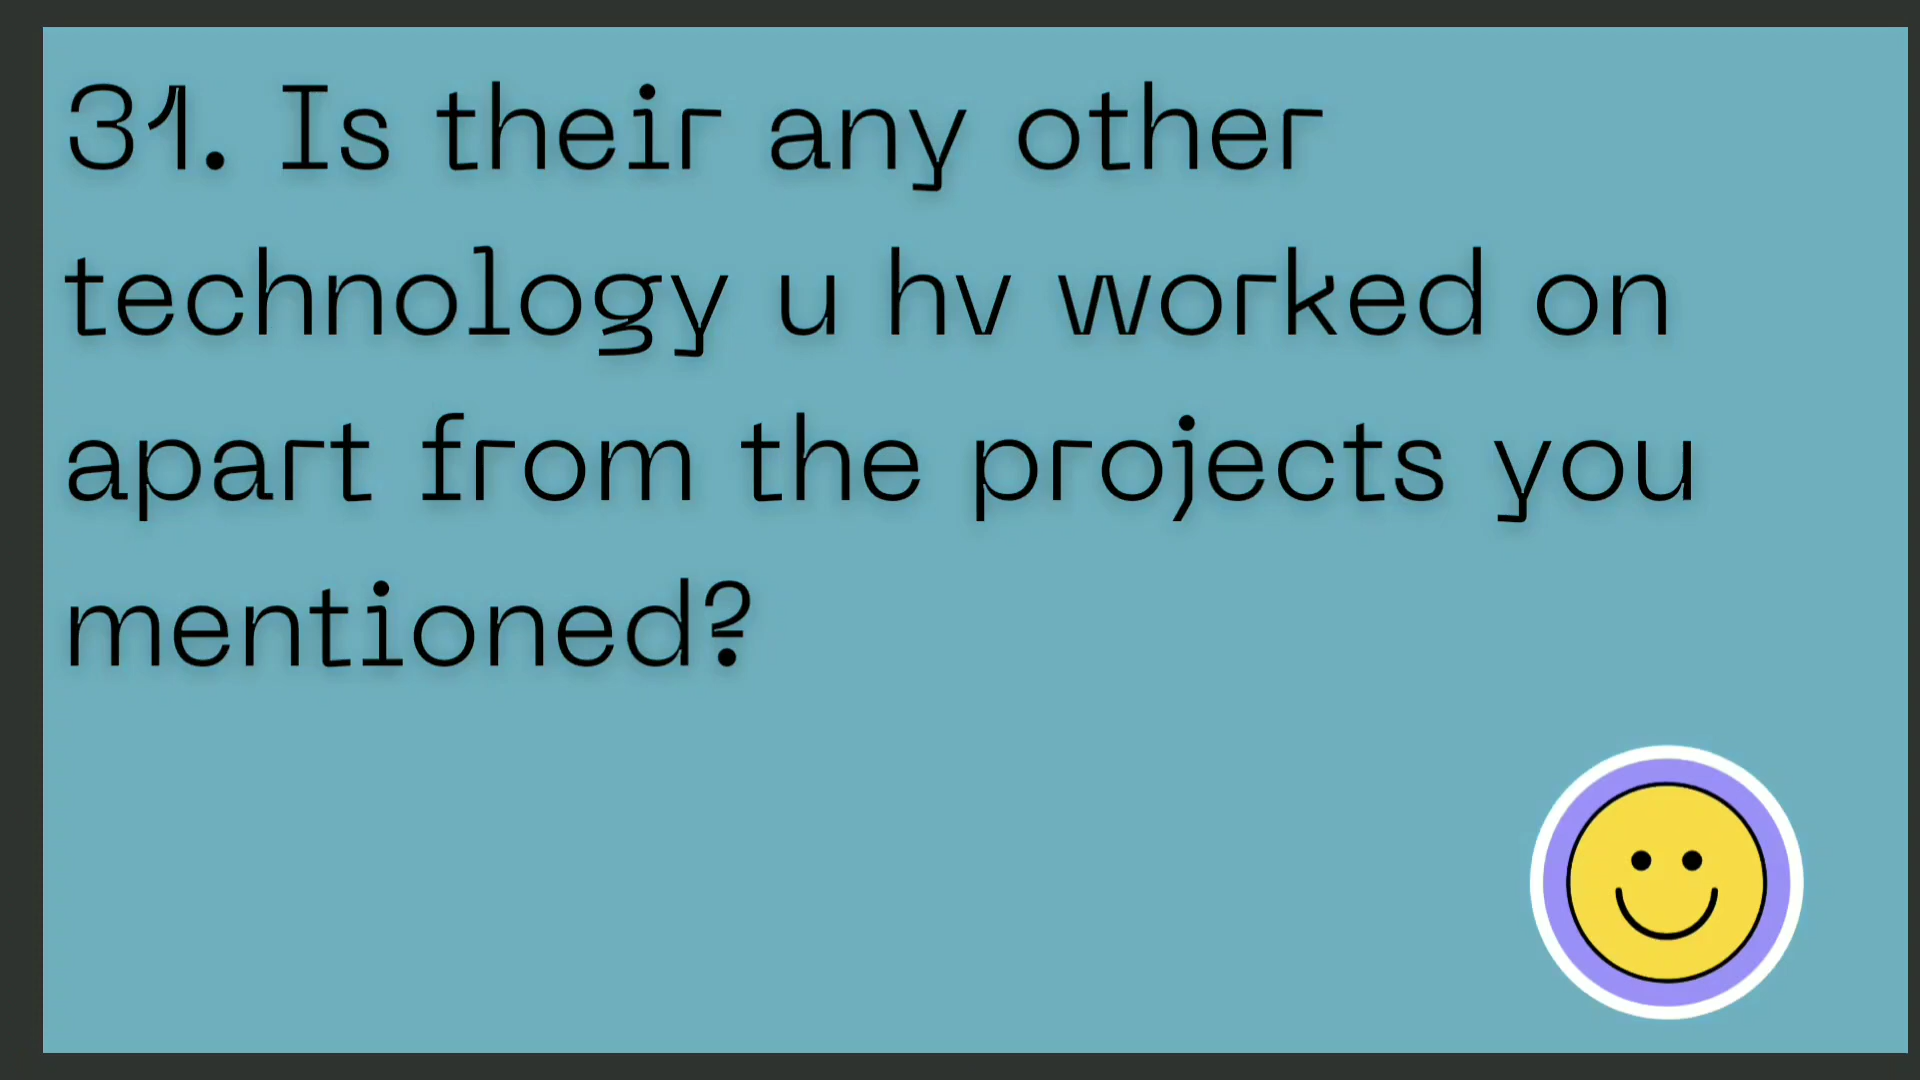 31. Is their any other
technology u hv worked on
apart from the projects you
mentioned?